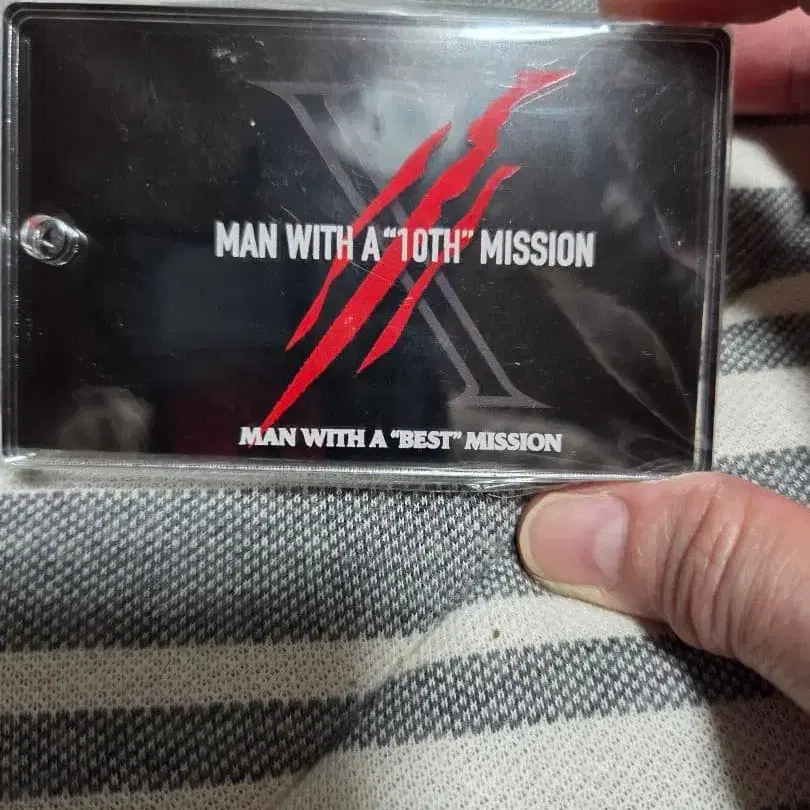 X
MAN WITH A "10TH" MISSION
MAN WITH A "BEST" MISSION